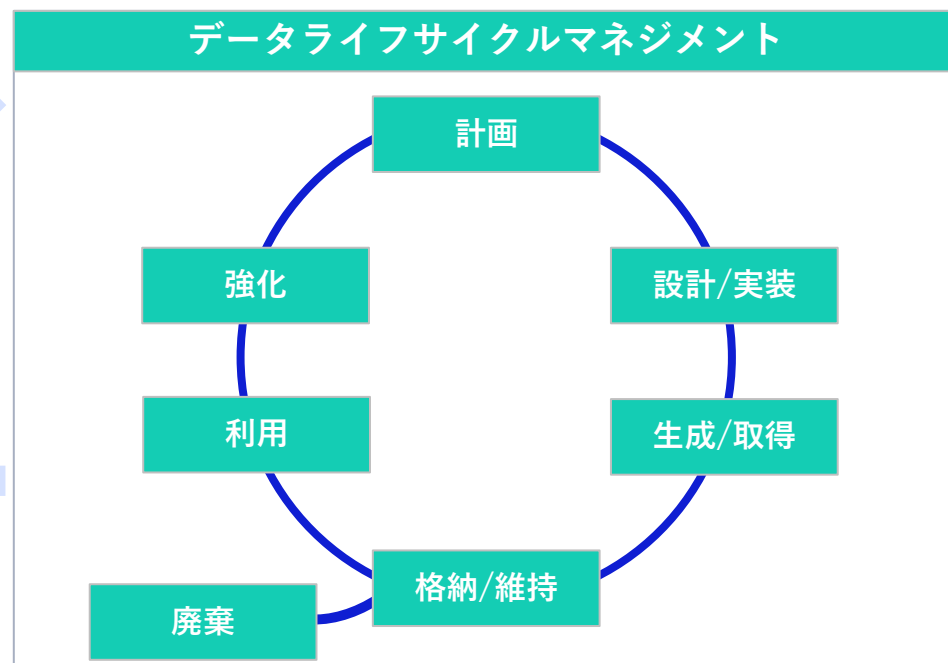 データライフサイクルマネジメント
計画
強化
設計/実装
利用
生成/取得
格納/維持
廃棄